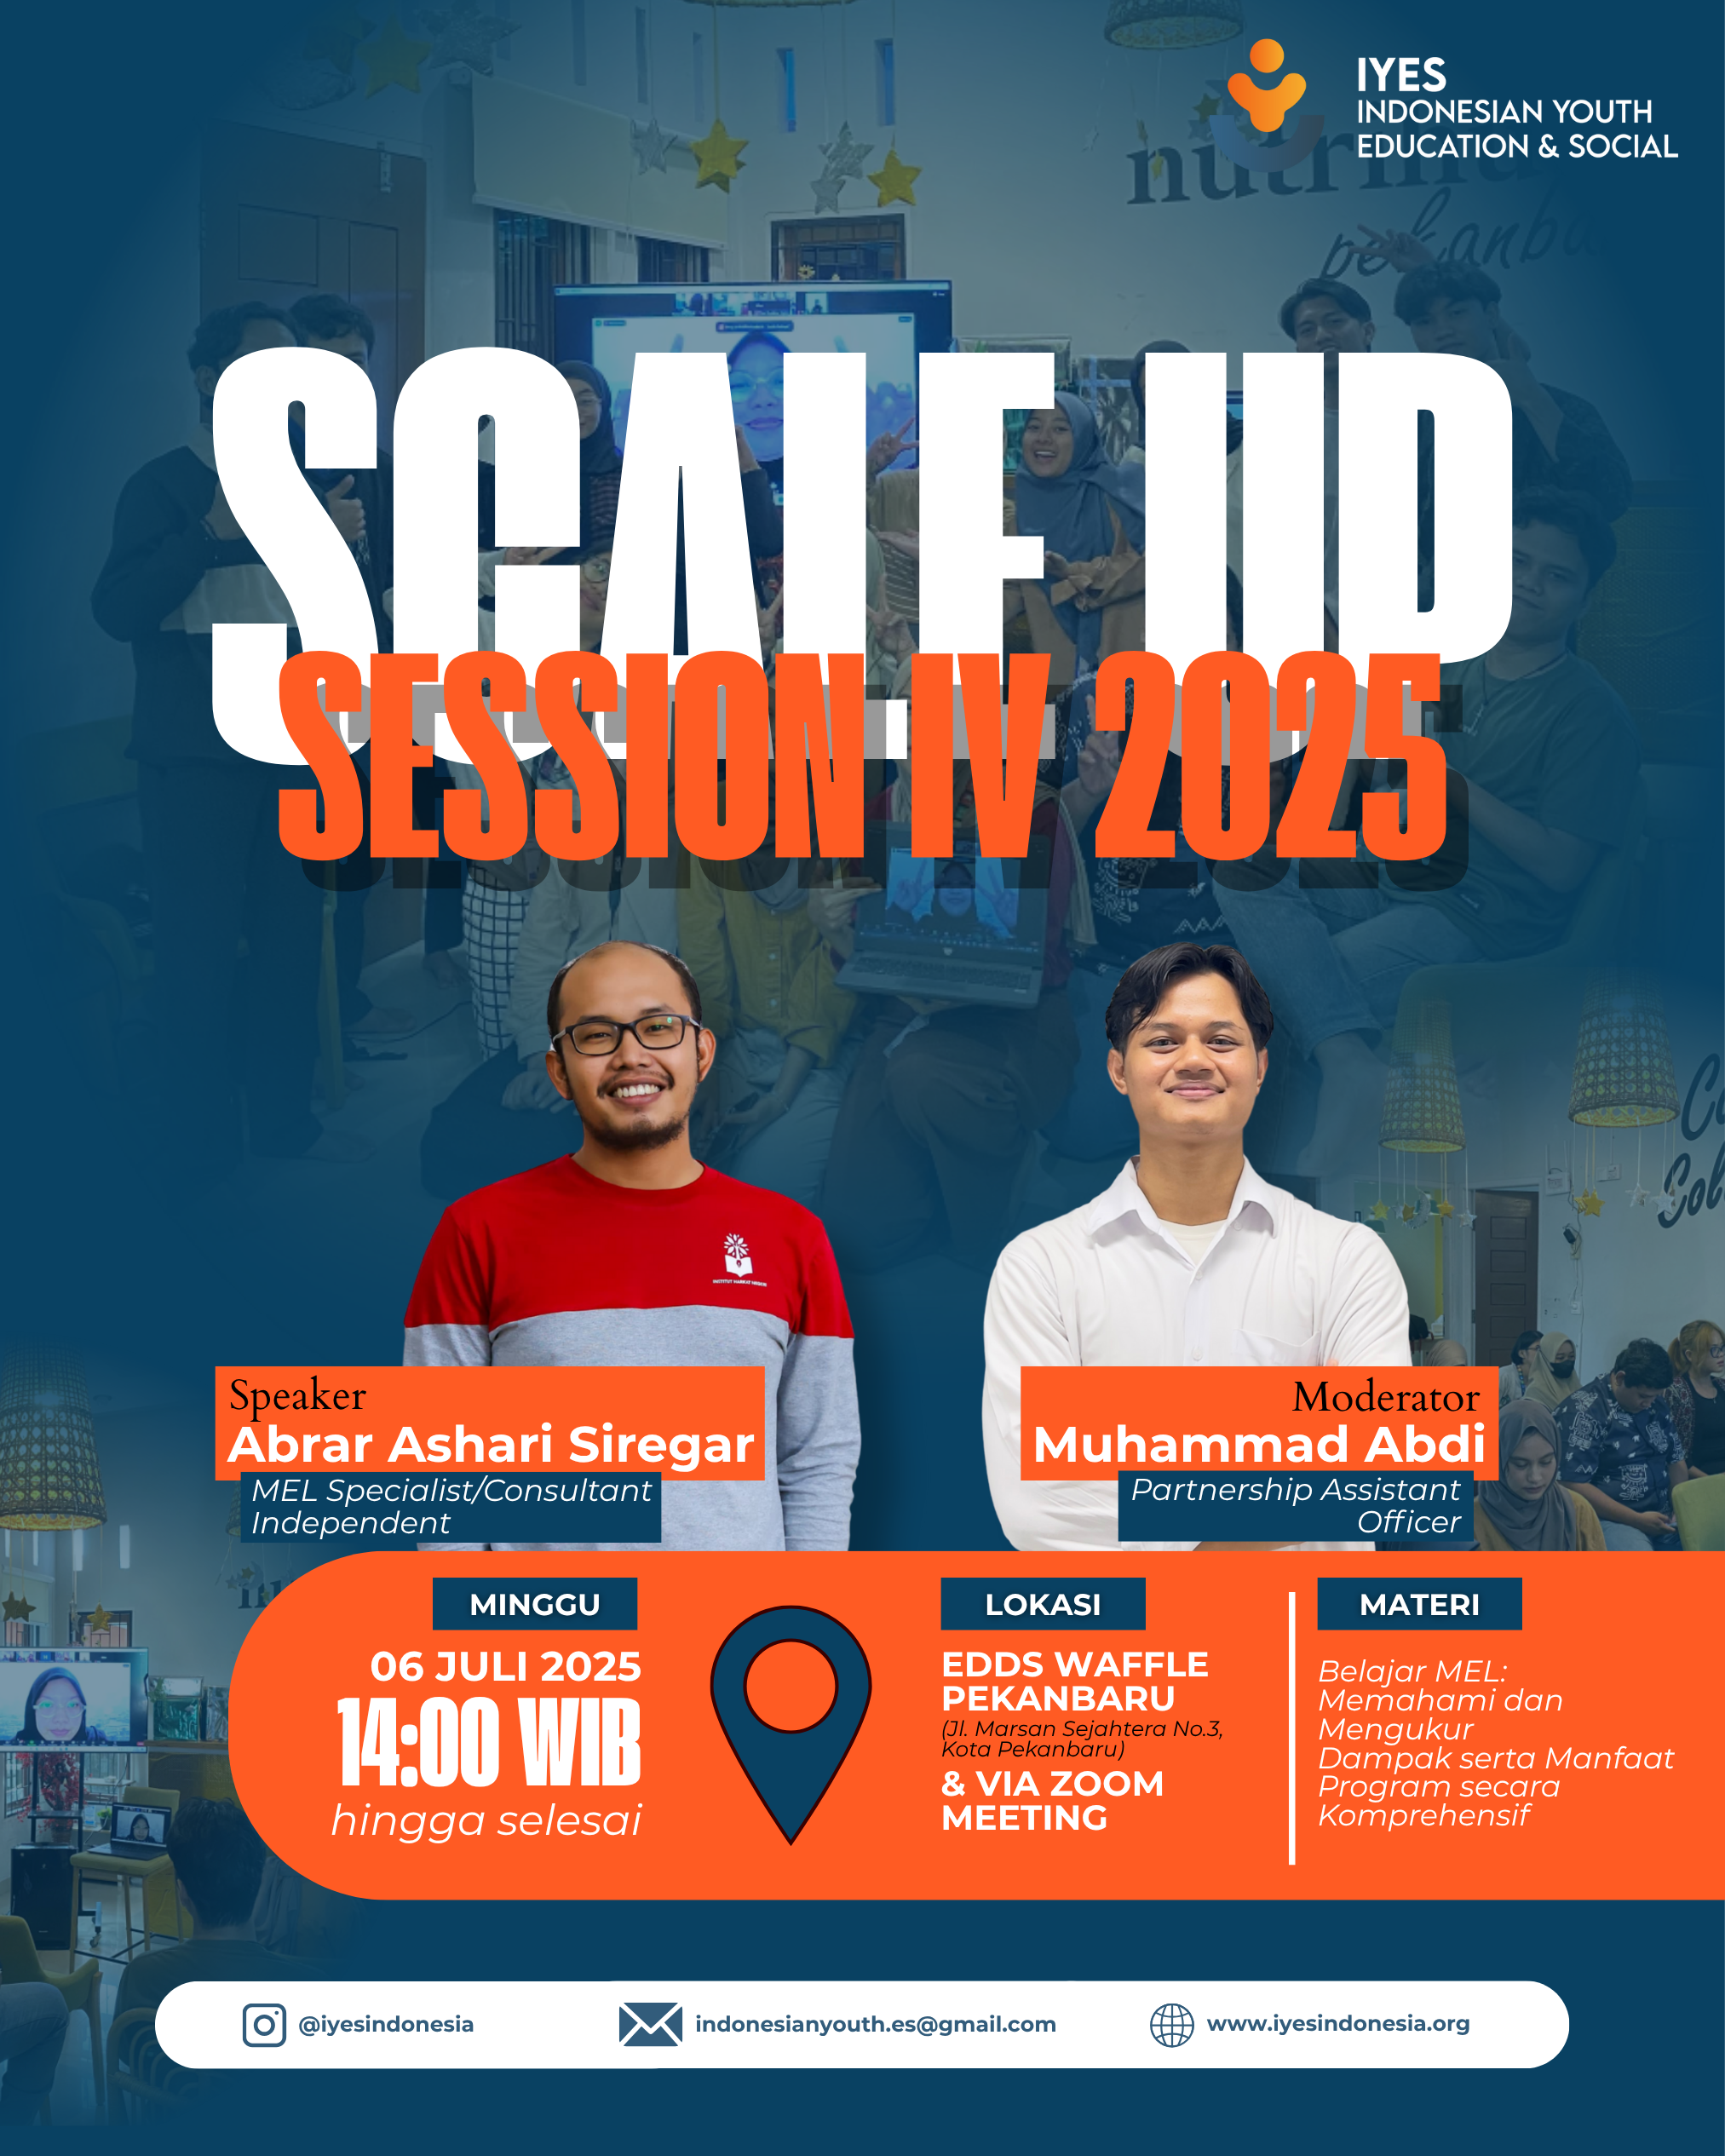 IYES
INDONESIAN YOUTH
EDUCATION & SOCIAL
SCALE UP
SESSION IV 2025
Speaker
Abrar Ashari Siregar
MEL Specialist/Consultant
Independent
Moderator
Muhammad Abdi
Partnership Assistant
Officer
MINGGU
06 JULI 2025
14:00 WIB
hingga selesai
LOKASI
EDDS WAFFLE
PEKANBARU
(Jl. Marsan Sejahtera No.3,
Kota Pekanbaru)
& VIA ZOOM
MEETING
MATERI
Belajar MEL:
Memahami dan
Mengukur
Dampak serta Manfaat
Program secara
Komprehensif
@iyesindonesia
indonesianyouth.es@gmail.com
www.iyesindonesia.org